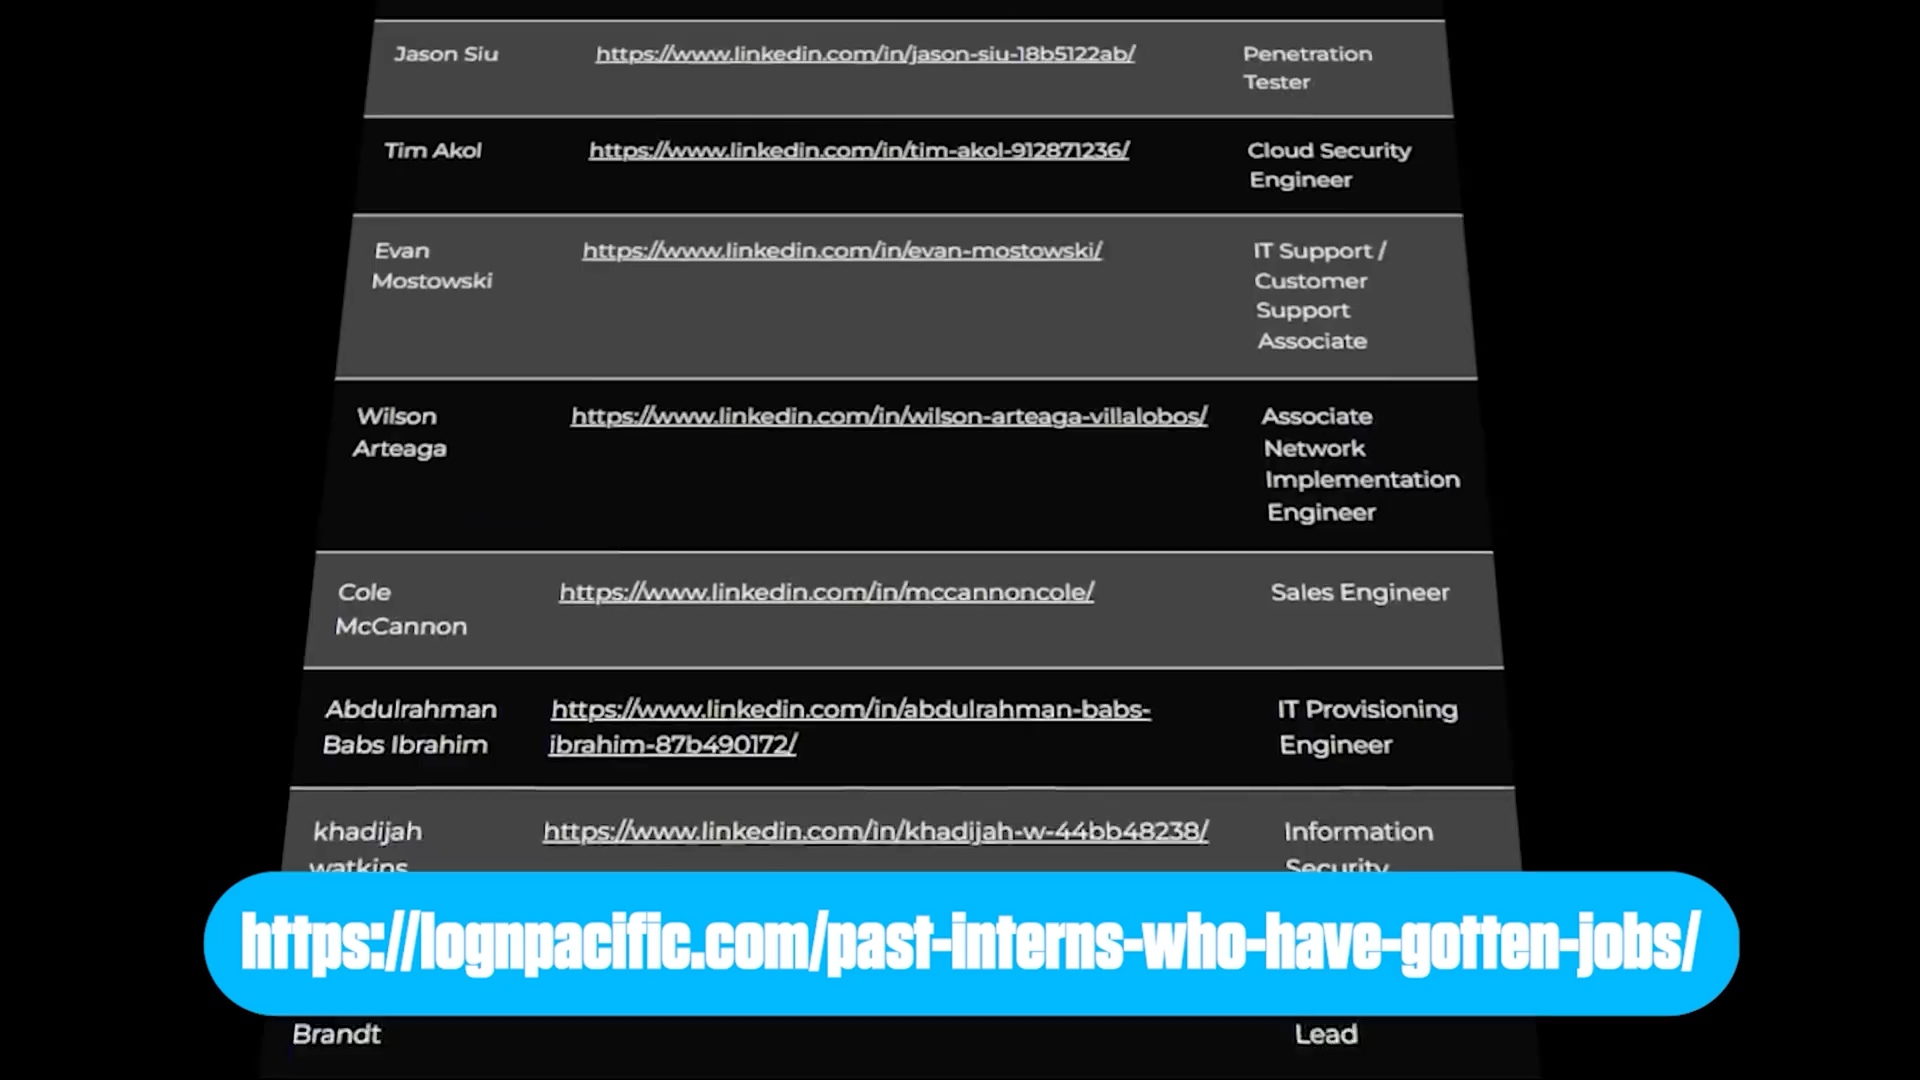 Jason Siu https://www.linkedin.com/in/jason-siu-18b5122ab/ Penetration
Tester
Tim Akol https://www.linkedin.com/in/tim-akol-912871236/ Cloud Security
Engineer
Evan https://www.linkedin.com/in/evan-mostowski/ IT Support /
Mostowski Customer
Support
Associate
Wilson https://www.linkedin.com/in/wilson-arteaga-villalobos/ Associate
Arteaga Network
Implementation
Engineer
Cole https://www.linkedin.com/in/mccannoncole/ Sales Engineer
McCannon
Abdulrahman https://www.linkedin.com/in/abdulrahman-babs- IT Provisioning
Babs Ibrahim ibrahim-87b490172/ Engineer
khadijah https://www.linkedin.com/in/khadijah-w-44bb48238/ Information
watkins Security
https://lognpacific.com/past-interns-who-have-gotten-jobs/
Brandt Lead